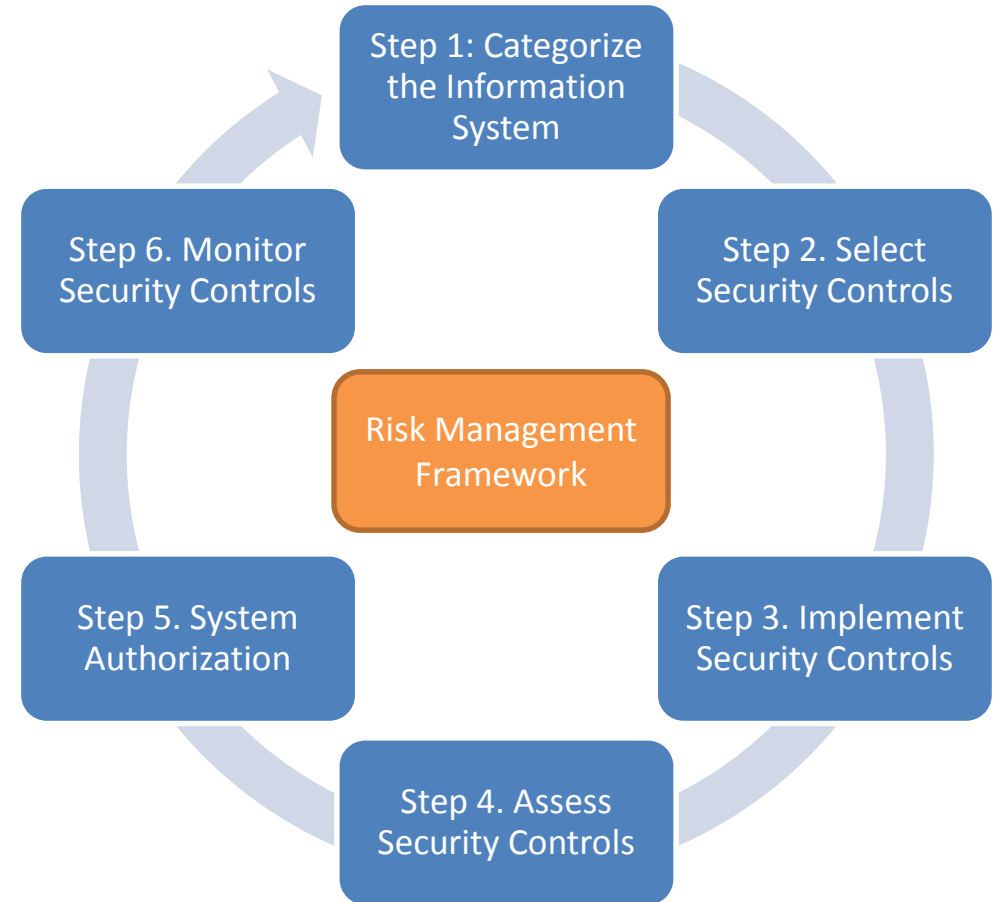 Step 1: Categorize
the Information
System
Step 2. Select
Security Controls
Step 3. Implement
Security Controls
Step 4. Assess
Security Controls
Step 5. System
Authorization
Step 6. Monitor
Security Controls
Risk Management
Framework